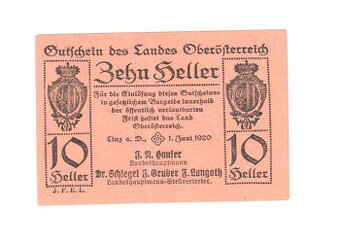 Gutschein des Landes Oberösterreich
Zehn Heller
Für die Einlösung dieses Gutscheines
in gesetzlichem Bargelde innerhalb
der öffentlich verlautbarten
Frist haftet das Land
Oberösterreich.
Linz a. D., 1. Juni 1920
J. N. Hauser
Landeshauptmann
Dr. Schlegel J. Gruber F. Langoth
Landeshauptmann-Stellvertreter.
10
Heller
10
Heller
J. F. E. L.